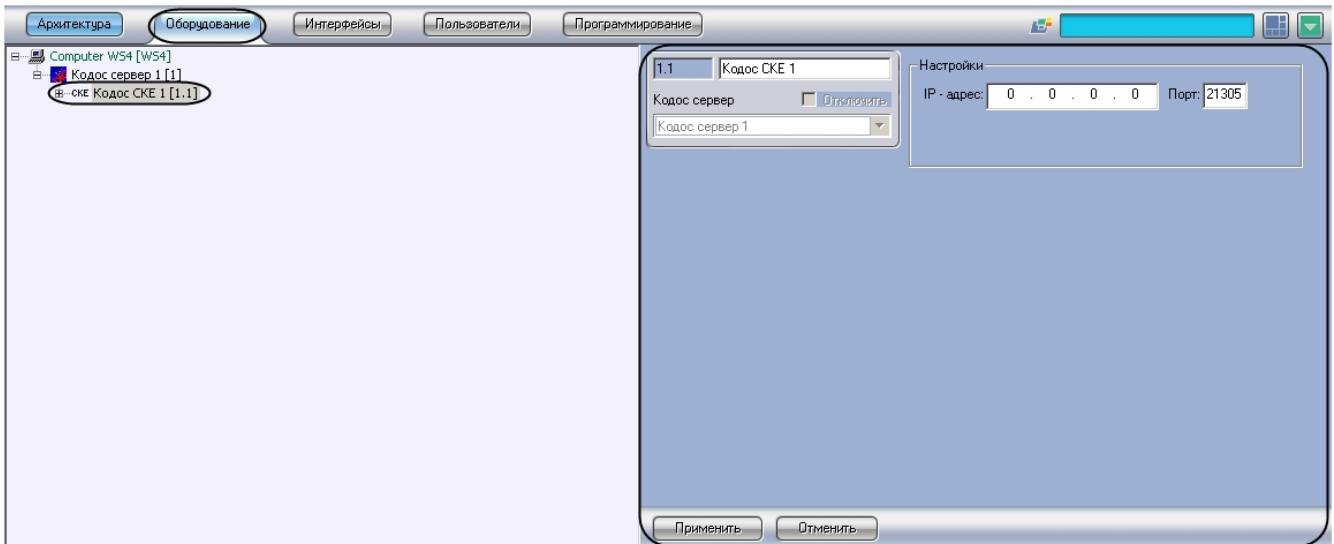 Архитектура Оборудование Интерфейсы Пользователи Программирование
Computer WS4 [WS4]
Кодос сервер 1 [1]
СКЕ Кодос СКЕ 1 [1.1]
1.1 Кодос СКЕ 1
Кодос сервер Отключить
Кодос сервер 1
Настройки
IP - адрес: 0 . 0 . 0 . 0 Порт: 21305
Применить Отменить